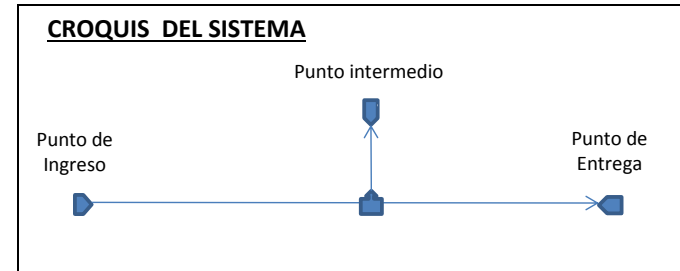 CROQUIS DEL SISTEMA
Punto intermedio
Punto de
Ingreso
Punto de
Entrega